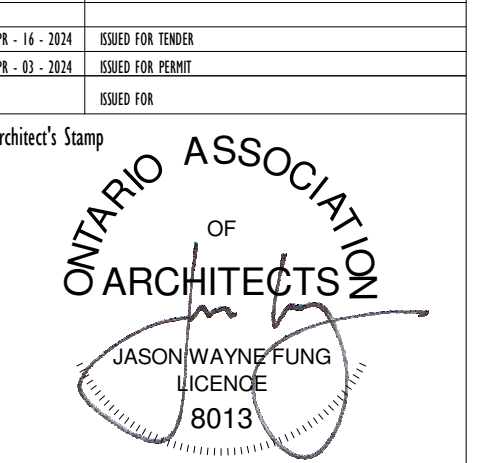 PR - 16 - 2024 ISSUED FOR TENDER
PR - 03 - 2024 ISSUED FOR PERMIT
ISSUED FOR
rchitect's Stamp
ONTARIO ASSOCIATION
OF
ARCHITECTS
JASON WAYNE FUNG
LICENCE
8013